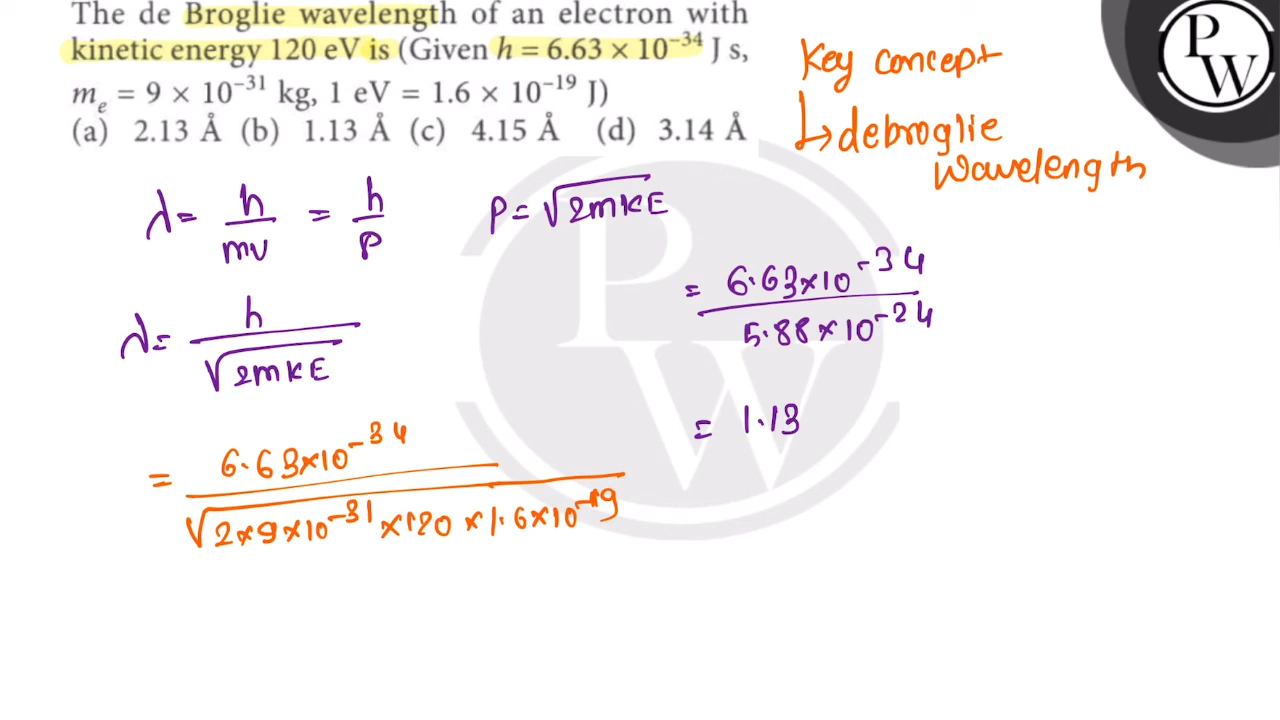 The de Broglie wavelength of an electron with
kinetic energy 120 eV is (Given h = 6.63 × 10⁻³⁴ J s,
mₑ = 9 × 10⁻³¹ kg, 1 eV = 1.6 × 10⁻¹⁹ J)
(a) 2.13 Å (b) 1.13 Å (c) 4.15 Å (d) 3.14 Å
Key concept
↳ debroglie
wavelength
PW
λ = h/mv = h/P
P = √2mKE
λ = h/√2mKE
= 6.63×10⁻³⁴/√2×9×10⁻³¹×120×1.6×10⁻¹⁹
= 6.63×10⁻³⁴/5.88×10⁻²⁴
= 1.13
PW